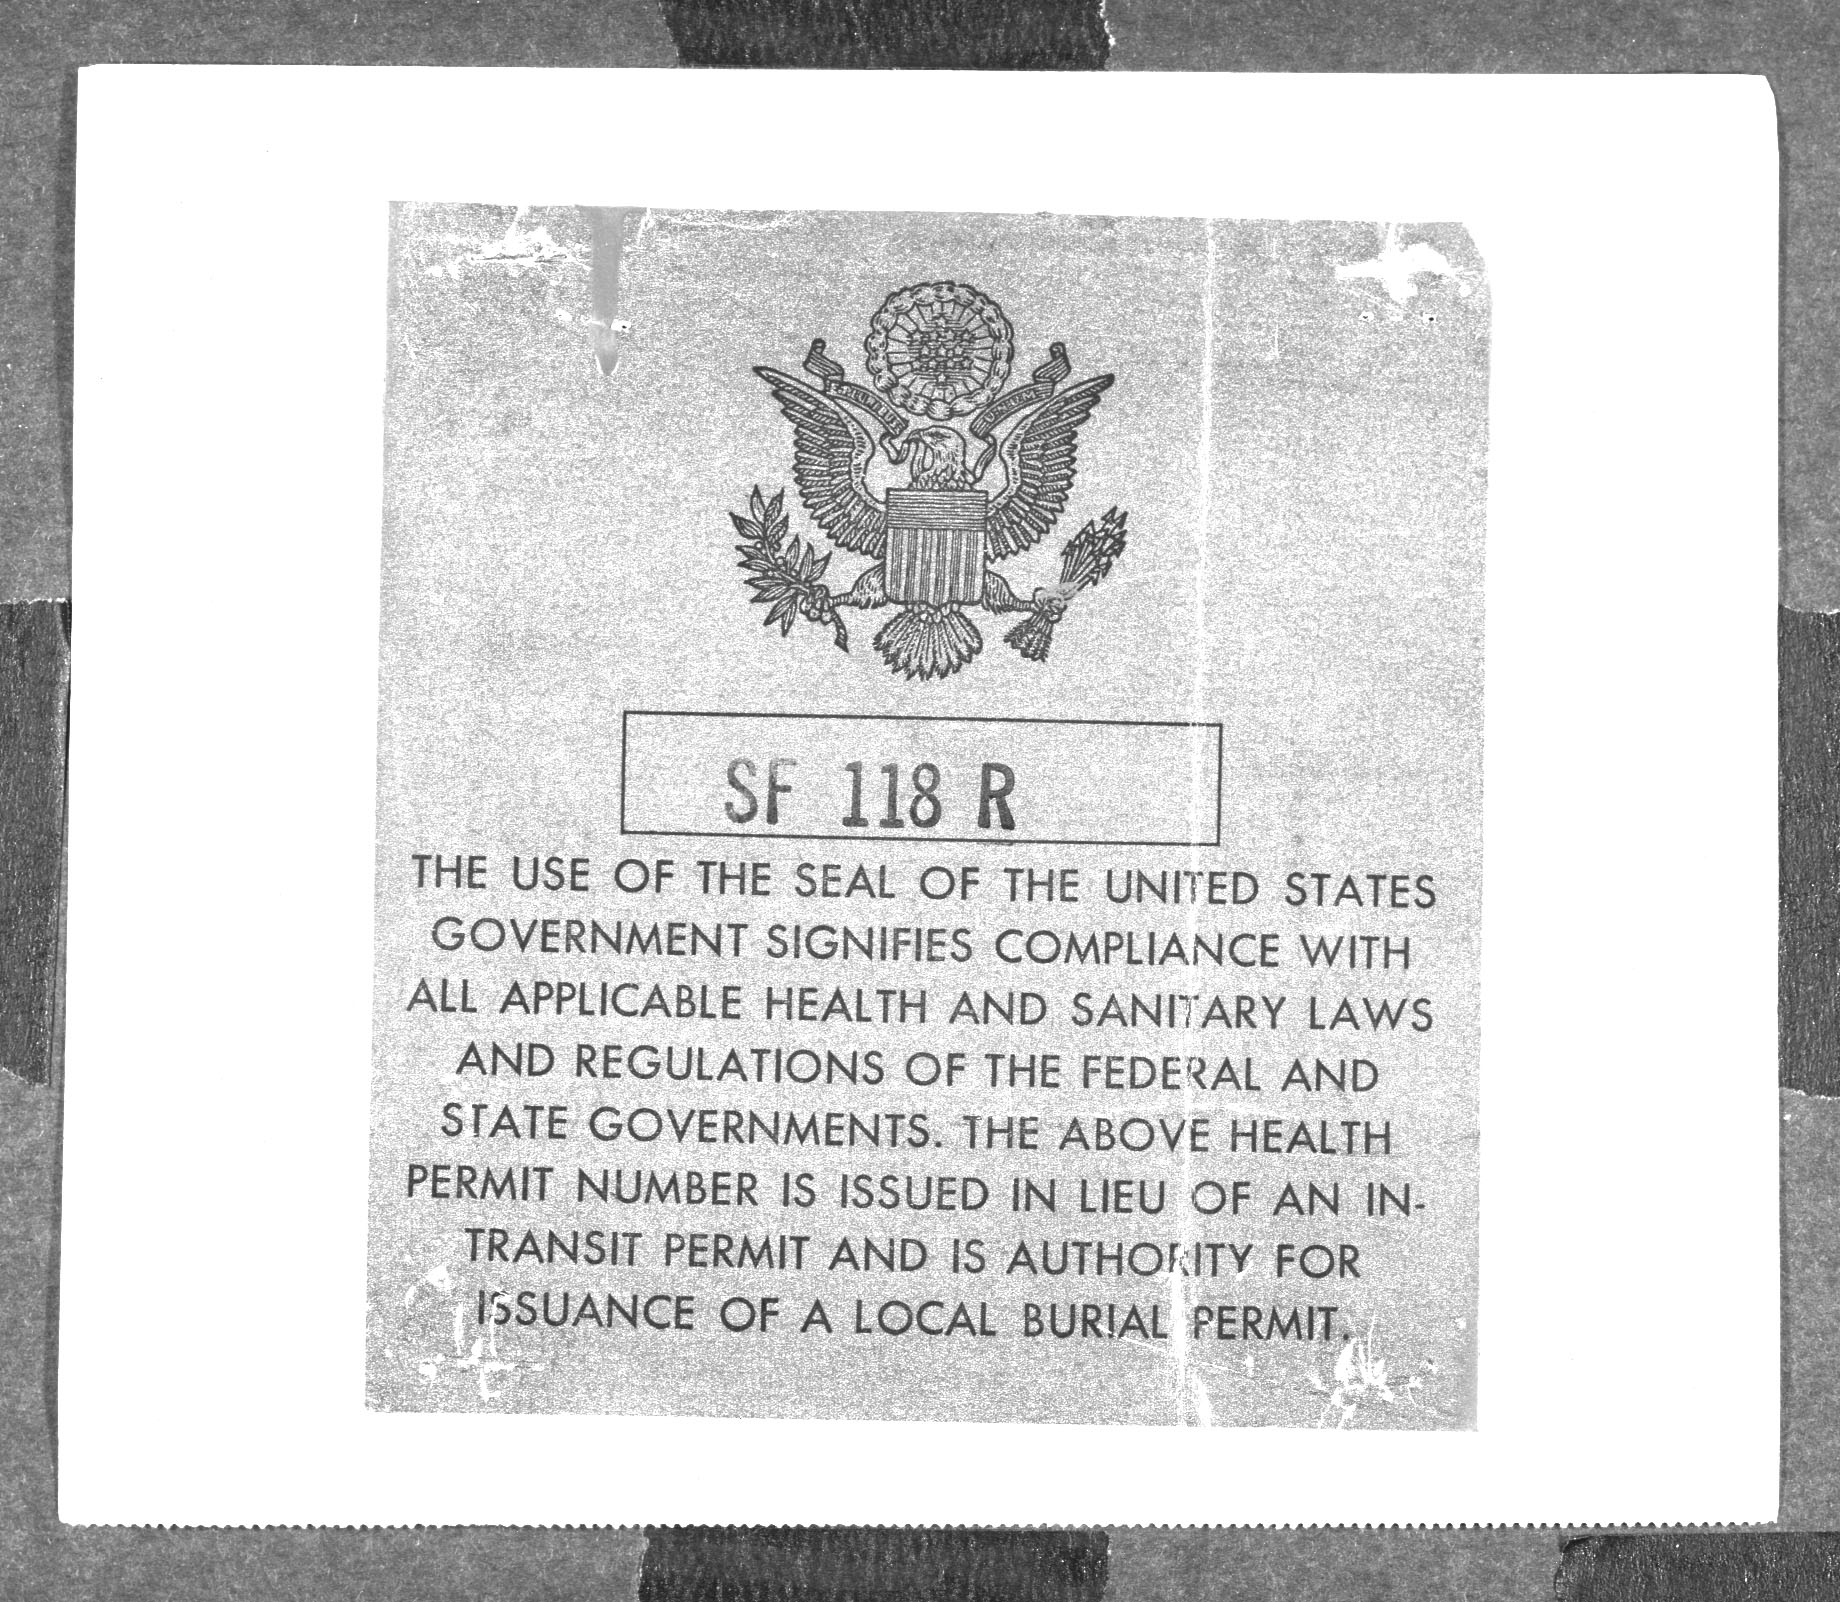 SF 118 R
THE USE OF THE SEAL OF THE UNITED STATES
GOVERNMENT SIGNIFIES COMPLIANCE WITH
ALL APPLICABLE HEALTH AND SANITARY LAWS
AND REGULATIONS OF THE FEDERAL AND
STATE GOVERNMENTS. THE ABOVE HEALTH
PERMIT NUMBER IS ISSUED IN LIEU OF AN IN-
TRANSIT PERMIT AND IS AUTHORITY FOR
ISSUANCE OF A LOCAL BURIAL PERMIT.